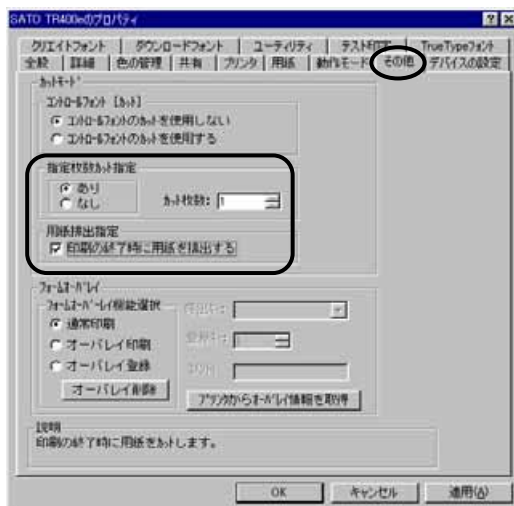 SATO TR400eのプロパティ
クリエイトフォント ダウンロードフォント ユーティリティ テスト印字 TrueTypeフォント
全般 詳細 色の管理 共有 プリンタ 用紙 動作モード その他 デバイスの設定
カットモード
コントロールフォント [カット]
コントロールフォントのカットを使用しない
コントロールフォントのカットを使用する
指定枚数カット指定
あり
なし
カット枚数: 1
用紙排出指定
印刷の終了時に用紙を排出する
フォームオーバレイ
フォームオーバーレイ機能選択
通常印刷
オーバレイ印刷
オーバレイ登録
オーバレイ削除
プリンタからオーバレイ情報を取得
説明
印刷の終了時に用紙をカットします。
OK キャンセル 適用(A)